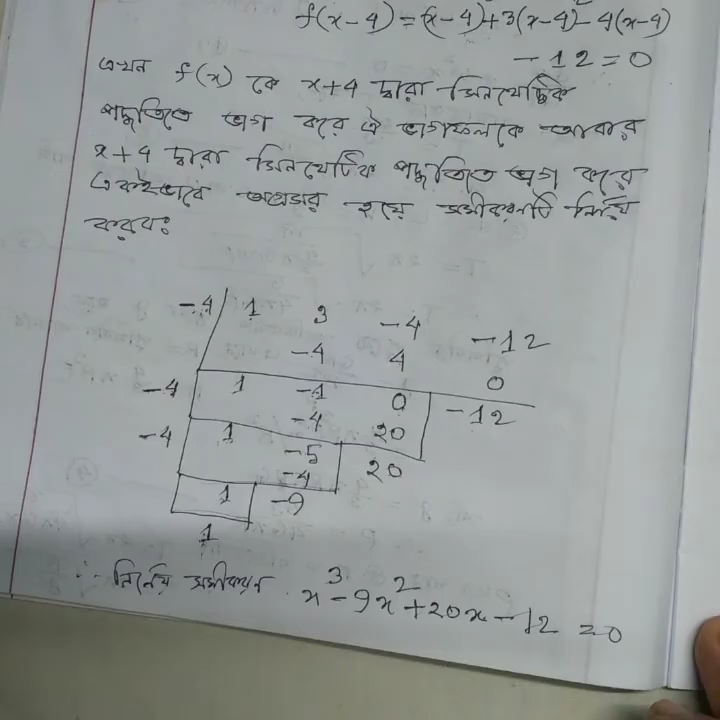 f(x-4) = (x-4)+3(x-4)-4(x-4)
-12=0
এখন f(x) কে x+4 দ্বারা সিনথেটিক
পদ্ধতিতে ভাগ করে ঐ ভাগফলকে আবার
x+4 দ্বারা সিনথেটিক পদ্ধতিতে ভাগ করে
একইভাবে অগ্রসর হয়ে সমীকরণটি নির্ণয়
করবঃ
-4 1 3 -4 -12
-4 4 0
-4 1 -1 0 -12
-4 20
-4 1 -5 20
-4
1 -9
1
∴ নির্ণেয় সমীকরণ x³-9x²+20x-12=0